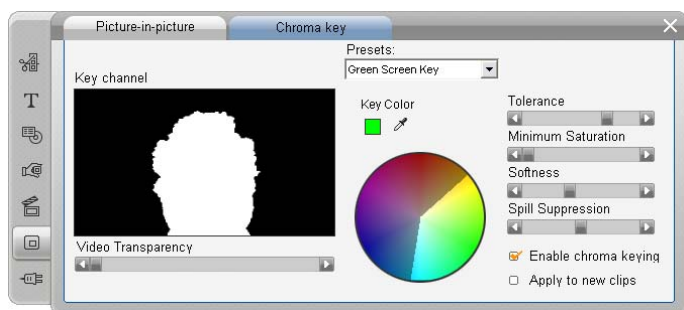 Picture-in-picture
Chroma key
Presets:
Green Screen Key
Key channel
Key Color
Tolerance
Minimum Saturation
Softness
Spill Suppression
Video Transparency
Enable chroma keying
Apply to new clips
T